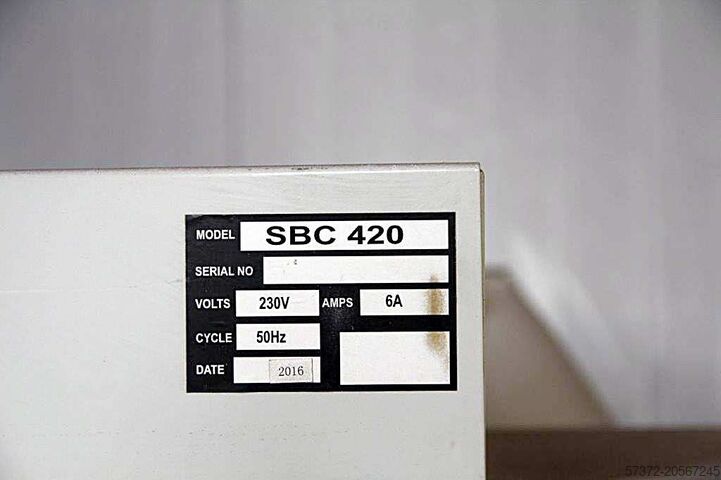 MODEL SBC 420
SERIAL NO
VOLTS 230V AMPS 6A
CYCLE 50Hz
DATE 2016
57372-20567245